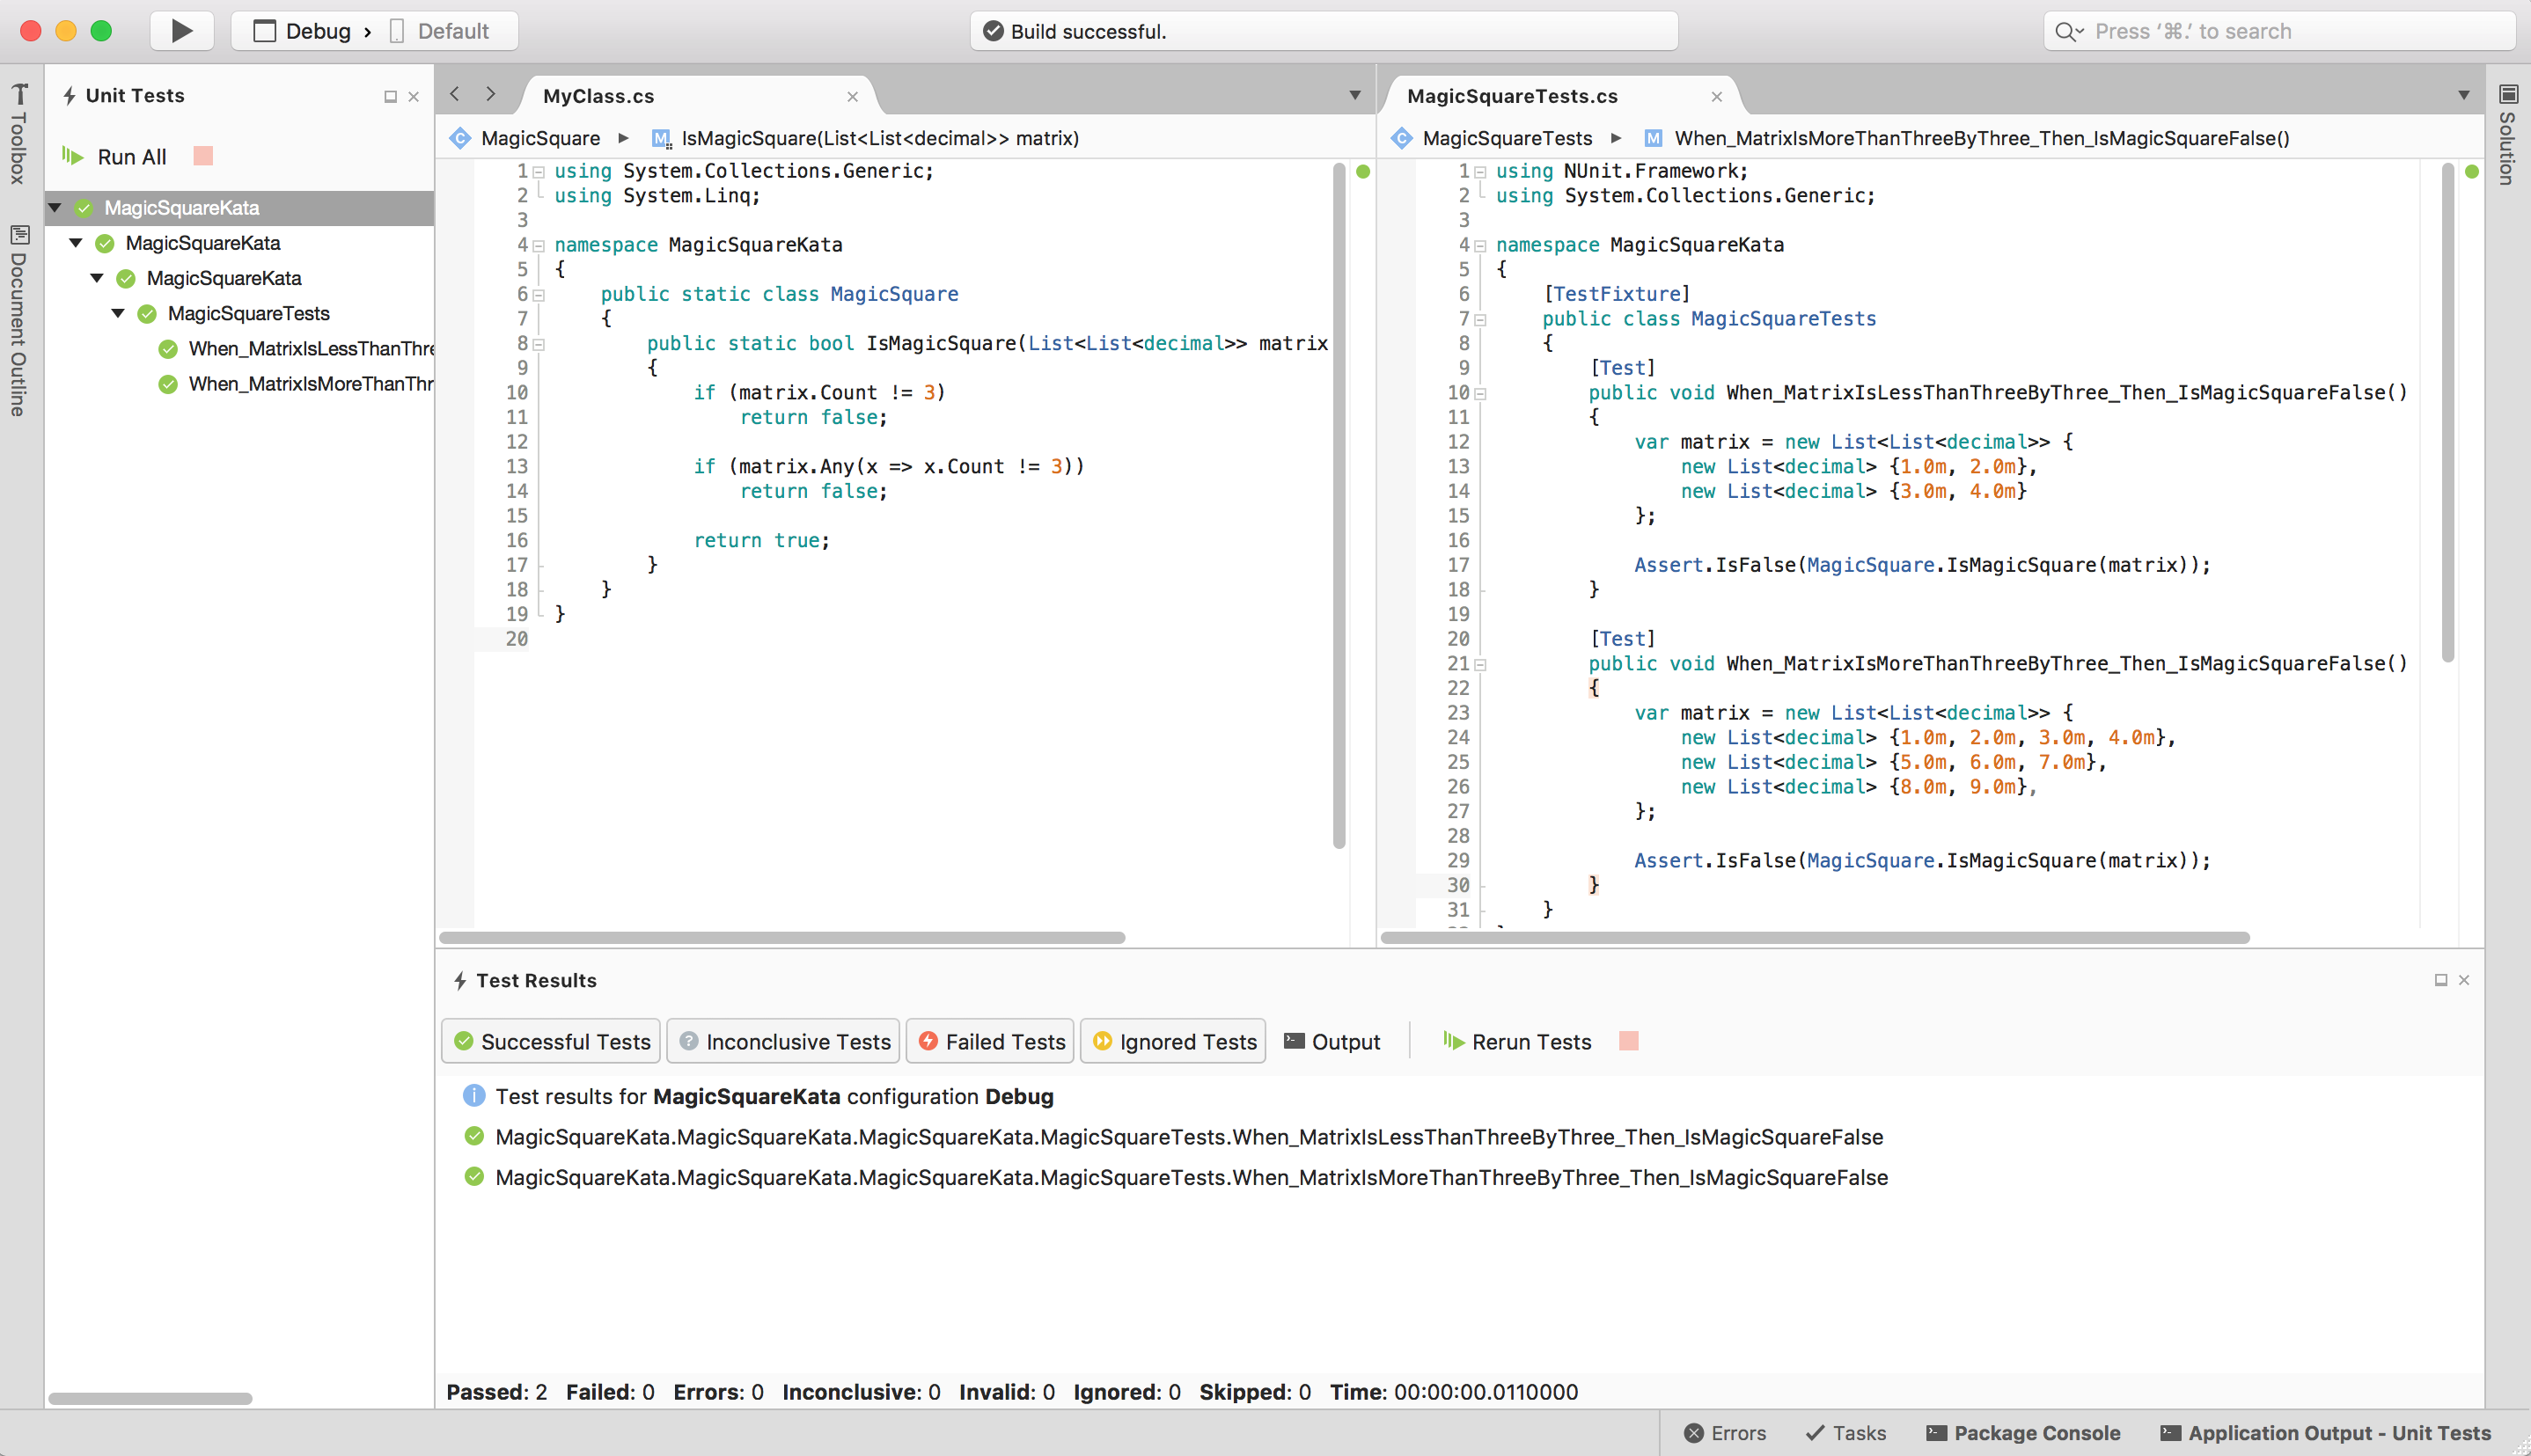 Debug › Default
Build successful.
Press ‘⌘.’ to search
Toolbox
Document Outline
Unit Tests
Run All
MagicSquareKata
MagicSquareKata
MagicSquareKata
MagicSquareTests
When_MatrixIsLessThanThre
When_MatrixIsMoreThanThr
MyClass.cs
MagicSquare ▸ M IsMagicSquare(List<List<decimal>> matrix)
1 using System.Collections.Generic;
2 using System.Linq;
3
4 namespace MagicSquareKata
5 {
6 public static class MagicSquare
7 {
8 public static bool IsMagicSquare(List<List<decimal>> matrix
9 {
10 if (matrix.Count != 3)
11 return false;
12
13 if (matrix.Any(x => x.Count != 3))
14 return false;
15
16 return true;
17 }
18 }
19 }
20
MagicSquareTests.cs
MagicSquareTests ▸ M When_MatrixIsMoreThanThreeByThree_Then_IsMagicSquareFalse()
1 using NUnit.Framework;
2 using System.Collections.Generic;
3
4 namespace MagicSquareKata
5 {
6 [TestFixture]
7 public class MagicSquareTests
8 {
9 [Test]
10 public void When_MatrixIsLessThanThreeByThree_Then_IsMagicSquareFalse()
11 {
12 var matrix = new List<List<decimal>> {
13 new List<decimal> {1.0m, 2.0m},
14 new List<decimal> {3.0m, 4.0m}
15 };
16
17 Assert.IsFalse(MagicSquare.IsMagicSquare(matrix));
18 }
19
20 [Test]
21 public void When_MatrixIsMoreThanThreeByThree_Then_IsMagicSquareFalse()
22 {
23 var matrix = new List<List<decimal>> {
24 new List<decimal> {1.0m, 2.0m, 3.0m, 4.0m},
25 new List<decimal> {5.0m, 6.0m, 7.0m},
26 new List<decimal> {8.0m, 9.0m},
27 };
28
29 Assert.IsFalse(MagicSquare.IsMagicSquare(matrix));
30 }
31 }
Solution
Test Results
Successful Tests Inconclusive Tests Failed Tests Ignored Tests Output Rerun Tests
Test results for MagicSquareKata configuration Debug
MagicSquareKata.MagicSquareKata.MagicSquareKata.MagicSquareTests.When_MatrixIsLessThanThreeByThree_Then_IsMagicSquareFalse
MagicSquareKata.MagicSquareKata.MagicSquareKata.MagicSquareTests.When_MatrixIsMoreThanThreeByThree_Then_IsMagicSquareFalse
Passed: 2 Failed: 0 Errors: 0 Inconclusive: 0 Invalid: 0 Ignored: 0 Skipped: 0 Time: 00:00:00.0110000
Errors Tasks Package Console Application Output - Unit Tests